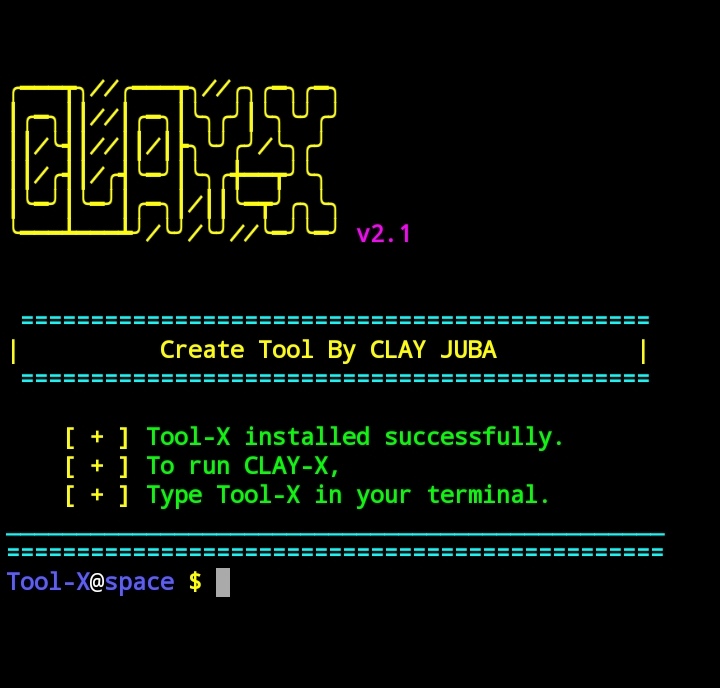 CLAY-X
v2.1
==============================================
| Create Tool By CLAY JUBA |
==============================================
[ + ] Tool-X installed successfully.
[ + ] To run CLAY-X,
[ + ] Type Tool-X in your terminal.
===============================================
Tool-X@space $